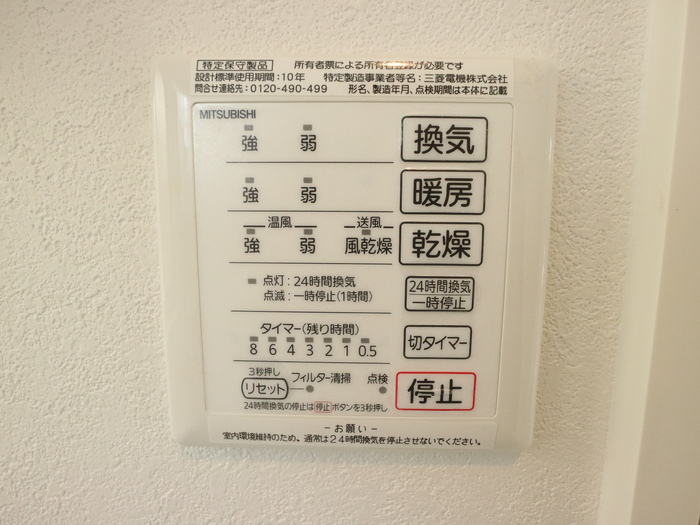 特定保守製品 所有者票による所有者登録が必要です
設計標準使用期間:10年 特定製造事業者等名:三菱電機株式会社
問合せ連絡先:0120-490-499 形名、製造年月、点検期間は本体に記載
MITSUBISHI
強 弱 換気
強 弱 暖房
温風 送風
強 弱 風乾燥 乾燥
点灯:24時間換気
点滅:一時停止(1時間)
24時間換気
一時停止
タイマー(残り時間)
8 6 4 3 2 1 0.5
切タイマー
3秒押し
リセット フィルター清掃 点検
停止
24時間換気の停止は停止ボタンを3秒押し
−お願い−
室内環境維持のため、通常は24時間換気を停止させないでください。